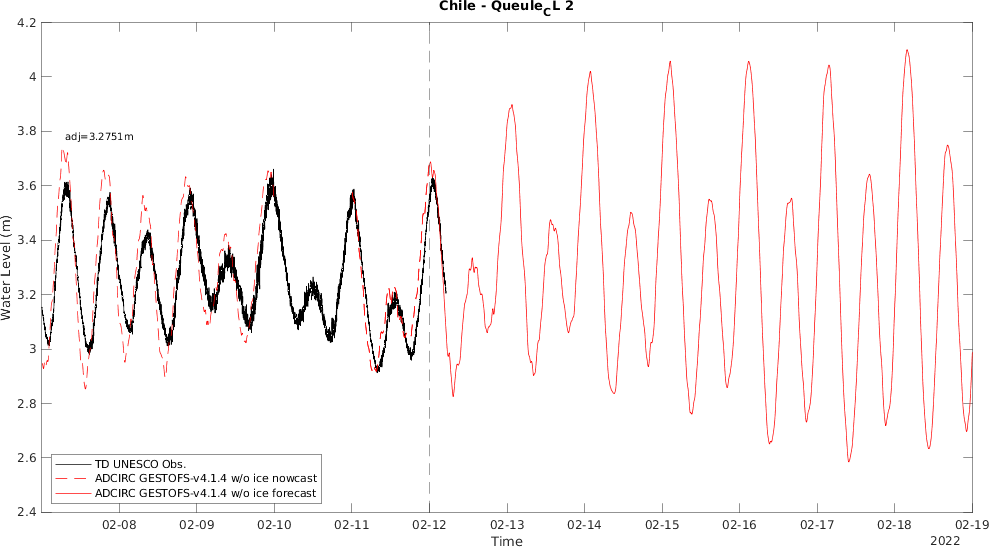 Chile - Queule_CL 2
4.2
4
3.8
3.6
3.4
3.2
3
2.8
2.6
2.4
Water Level (m)
adj=3.2751m
TD UNESCO Obs.
ADCIRC GESTOFS-v4.1.4 w/o ice nowcast
ADCIRC GESTOFS-v4.1.4 w/o ice forecast
02-08 02-09 02-10 02-11 02-12 02-13 02-14 02-15 02-16 02-17 02-18 02-19
Time
2022